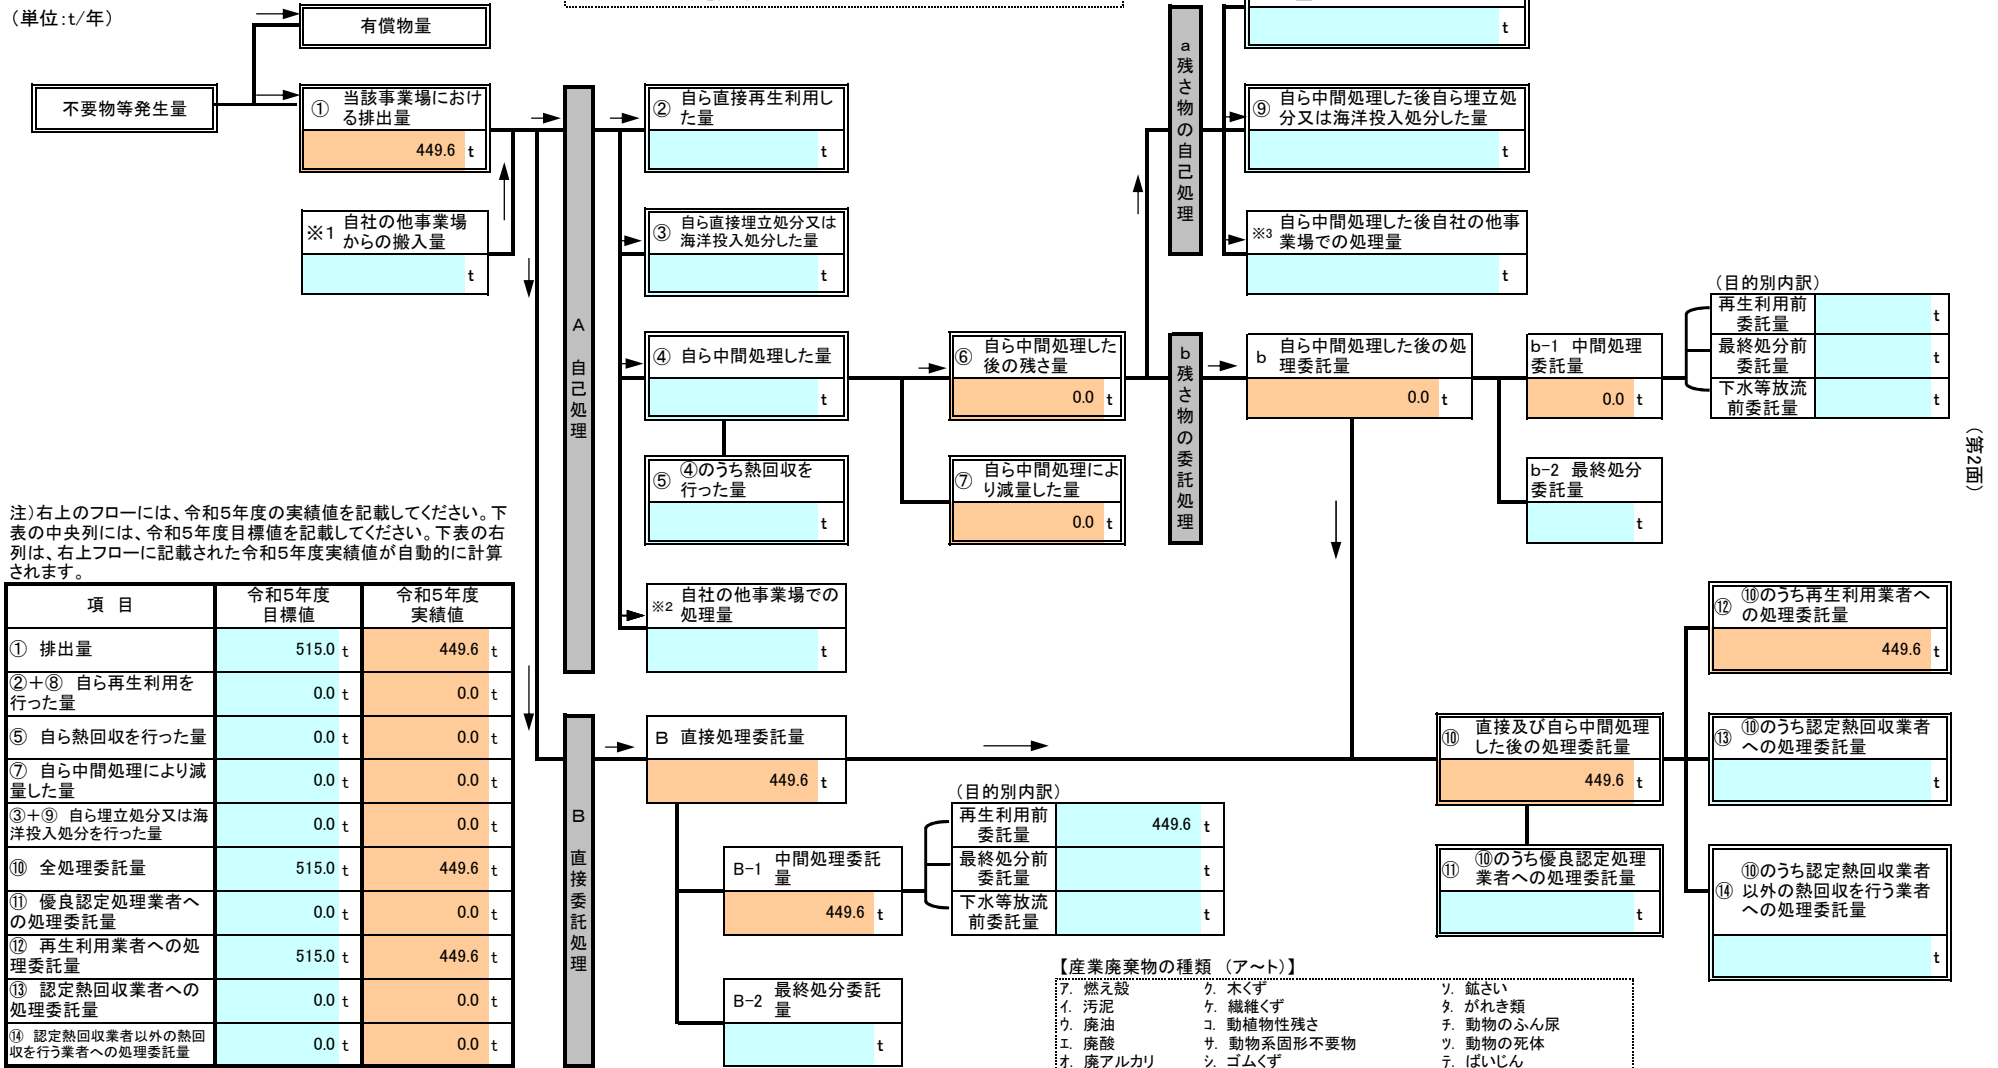 （単位:t/年）
有償物量
不要物等発生量
① 当該事業場におけ
る排出量
449.6 t
※1 自社の他事業場
からの搬入量
t
A 自己処理
② 自ら直接再生利用し
た量
t
③ 自ら直接埋立処分又は
海洋投入処分した量
t
④ 自ら中間処理した量
t
⑤ ④のうち熱回収を
行った量
t
※2 自社の他事業場での
処理量
t
⑥ 自ら中間処理した
後の残さ量
0.0 t
⑦ 自ら中間処理によ
り減量した量
0.0 t
a 残さ物の自己処理
t
⑨ 自ら中間処理した後自ら埋立処
分又は海洋投入処分した量
t
※3 自ら中間処理した後自社の他事
業場での処理量
t
b 残さ物の委託処理
b 自ら中間処理した後の処
理委託量
0.0 t
b-1 中間処理
委託量
0.0 t
b-2 最終処分
委託量
t
（目的別内訳）
再生利用前
委託量
t
最終処分前
委託量
t
下水等放流
前委託量
t
（第2面）
注）右上のフローには、令和5年度の実績値を記載してください。下
表の中央列には、令和5年度目標値を記載してください。下表の右
列は、右上フローに記載された令和5年度実績値が自動的に計算
されます。
項 目 令和5年度
目標値 令和5年度
実績値
① 排出量 515.0 t 449.6 t
②＋⑧ 自ら再生利用を
行った量 0.0 t 0.0 t
⑤ 自ら熱回収を行った量 0.0 t 0.0 t
⑦ 自ら中間処理により減
量した量 0.0 t 0.0 t
③＋⑨ 自ら埋立処分又は海
洋投入処分を行った量 0.0 t 0.0 t
⑩ 全処理委託量 515.0 t 449.6 t
⑪ 優良認定処理業者へ
の処理委託量 0.0 t 0.0 t
⑫ 再生利用業者への処
理委託量 515.0 t 449.6 t
⑬ 認定熱回収業者への
処理委託量 0.0 t 0.0 t
⑭ 認定熱回収業者以外の熱回
収を行う業者への処理委託量 0.0 t 0.0 t
B 直接委託処理
B 直接処理委託量
449.6 t
B-1 中間処理委託
量
449.6 t
B-2 最終処分委託
量
t
（目的別内訳）
再生利用前
委託量 449.6 t
最終処分前
委託量 t
下水等放流
前委託量 t
⑩ 直接及び自ら中間処理
した後の処理委託量
449.6 t
⑪ ⑩のうち優良認定処理
業者への処理委託量
t
⑫ ⑩のうち再生利用業者へ
の処理委託量
449.6 t
⑬ ⑩のうち認定熱回収業者
への処理委託量
t
⑭ ⑩のうち認定熱回収業者
以外の熱回収を行う業者
への処理委託量
t
【産業廃棄物の種類 （ア～ト）】
ア. 燃え殻 ク. 木くず ソ. 鉱さい
イ. 汚泥 ケ. 繊維くず タ. がれき類
ウ. 廃油 コ. 動植物性残さ チ. 動物のふん尿
エ. 廃酸 サ. 動物系固形不要物 ツ. 動物の死体
オ. 廃アルカリ シ. ゴムくず テ. ばいじん